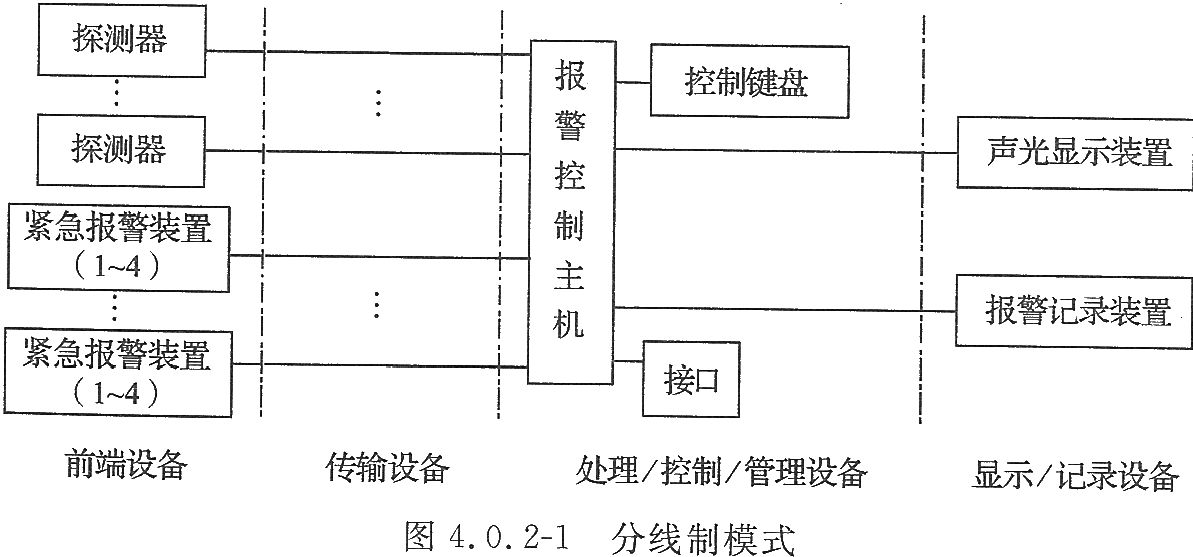 探测器
⋮
探测器
紧急报警装置
(1~4)
⋮
紧急报警装置
(1~4)
⋮
⋮
报警控制主机
控制键盘
接口
声光显示装置
报警记录装置
前端设备
传输设备
处理/控制/管理设备
显示/记录设备
图 4.0.2-1 分线制模式